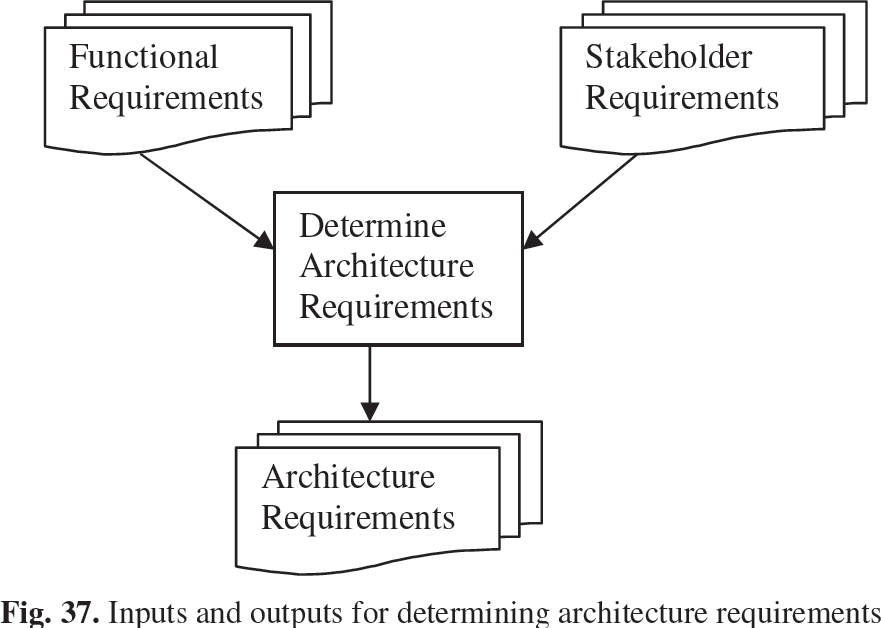 Functional
Requirements
Stakeholder
Requirements
Determine
Architecture
Requirements
Architecture
Requirements
Fig. 37. Inputs and outputs for determining architecture requirements